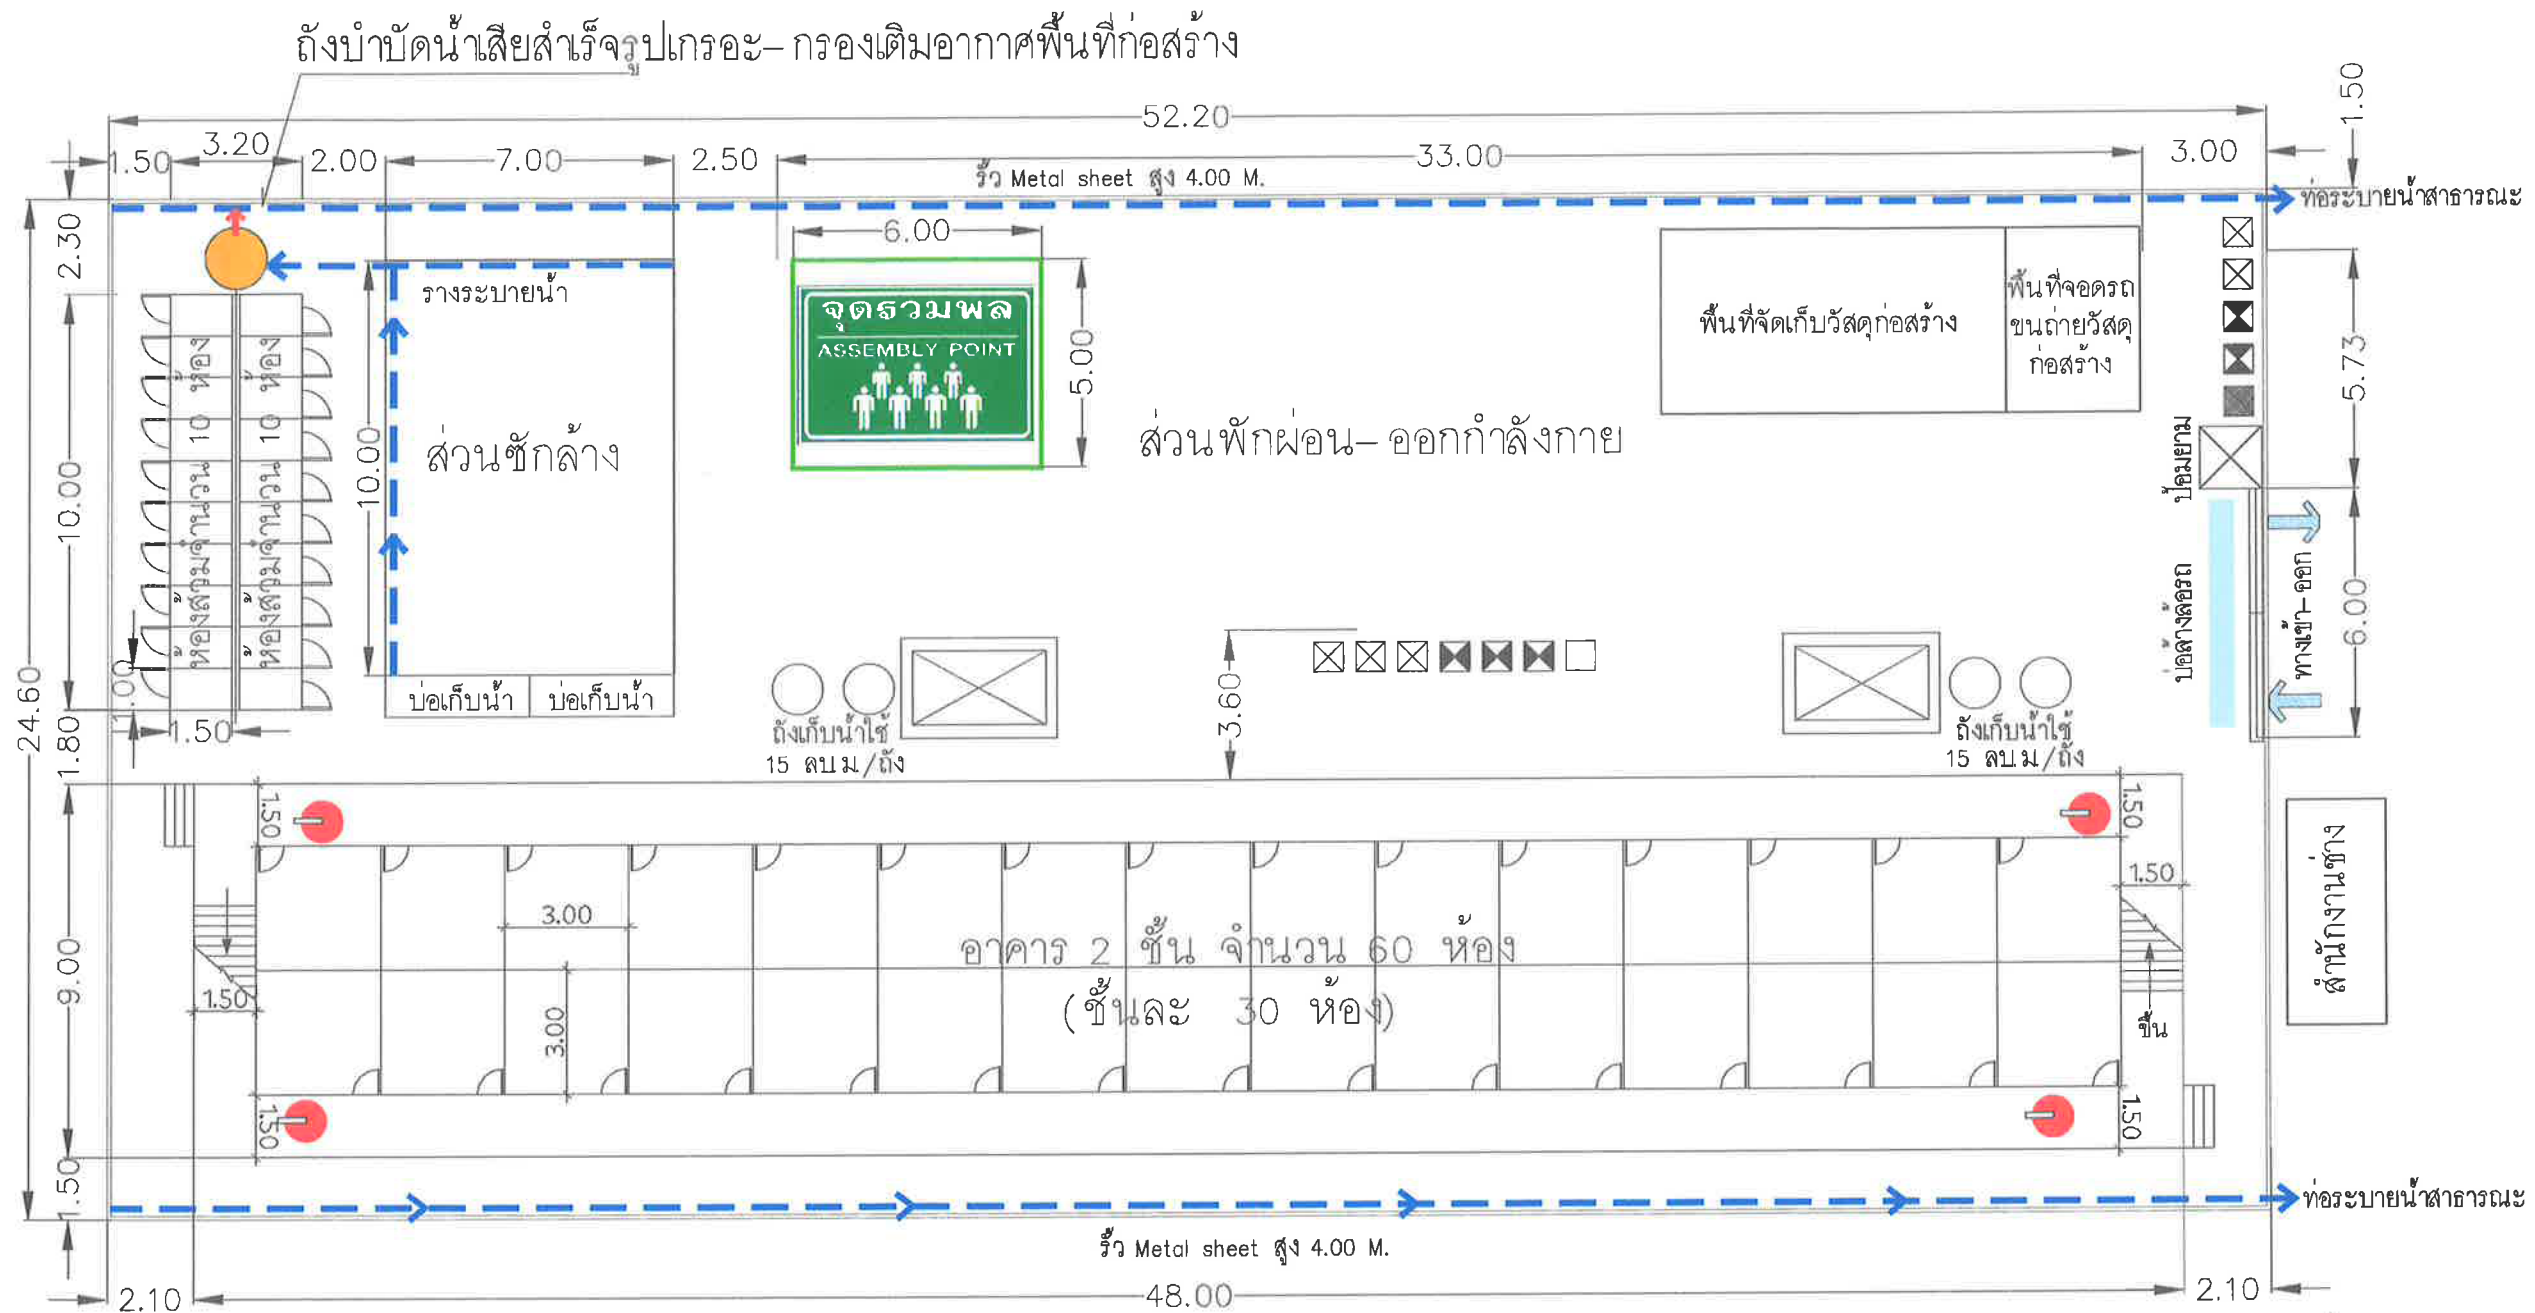 ถังบำบัดน้ำเสียสำเร็จรูปเกรอะ-กรองเติมอากาศพื้นที่ก่อสร้าง
52.20
1.50
1.50
3.20
2.00
7.00
2.50
33.00
3.00
รั้ว Metal sheet สูง 4.00 M.
ท่อระบายน้ำสาธารณะ
2.30
6.00
รางระบายน้ำ
จุดรวมพล
ASSEMBLY POINT
5.00
พื้นที่จัดเก็บวัสดุก่อสร้าง
พื้นที่จอดรถ
ขนถ่ายวัสดุ
ก่อสร้าง
5.73
ห้องส้วมจำนวน 10 ห้อง
ห้องส้วมจำนวน 10 ห้อง
10.00
10.00
ส่วนซักล้าง
ส่วนพักผ่อน-ออกกำลังกาย
ป้อมยาม
บ่อล้างล้อรถ
ทางเข้า-ออก
6.00
24.60
1.00
1.80
1.50
บ่อเก็บน้ำ
บ่อเก็บน้ำ
ถังเก็บน้ำใช้
15 ลบ.ม/ถัง
3.60
ถังเก็บน้ำใช้
15 ลบ.ม/ถัง
1.50
1.50
9.00
3.00
1.50
อาคาร 2 ชั้น จำนวน 60 ห้อง
(ชั้นละ 30 ห้อง)
1.50
3.00
ขึ้น
สำนักงานช่าง
1.50
1.50
1.50
ท่อระบายน้ำสาธารณะ
รั้ว Metal sheet สูง 4.00 M.
2.10
48.00
2.10